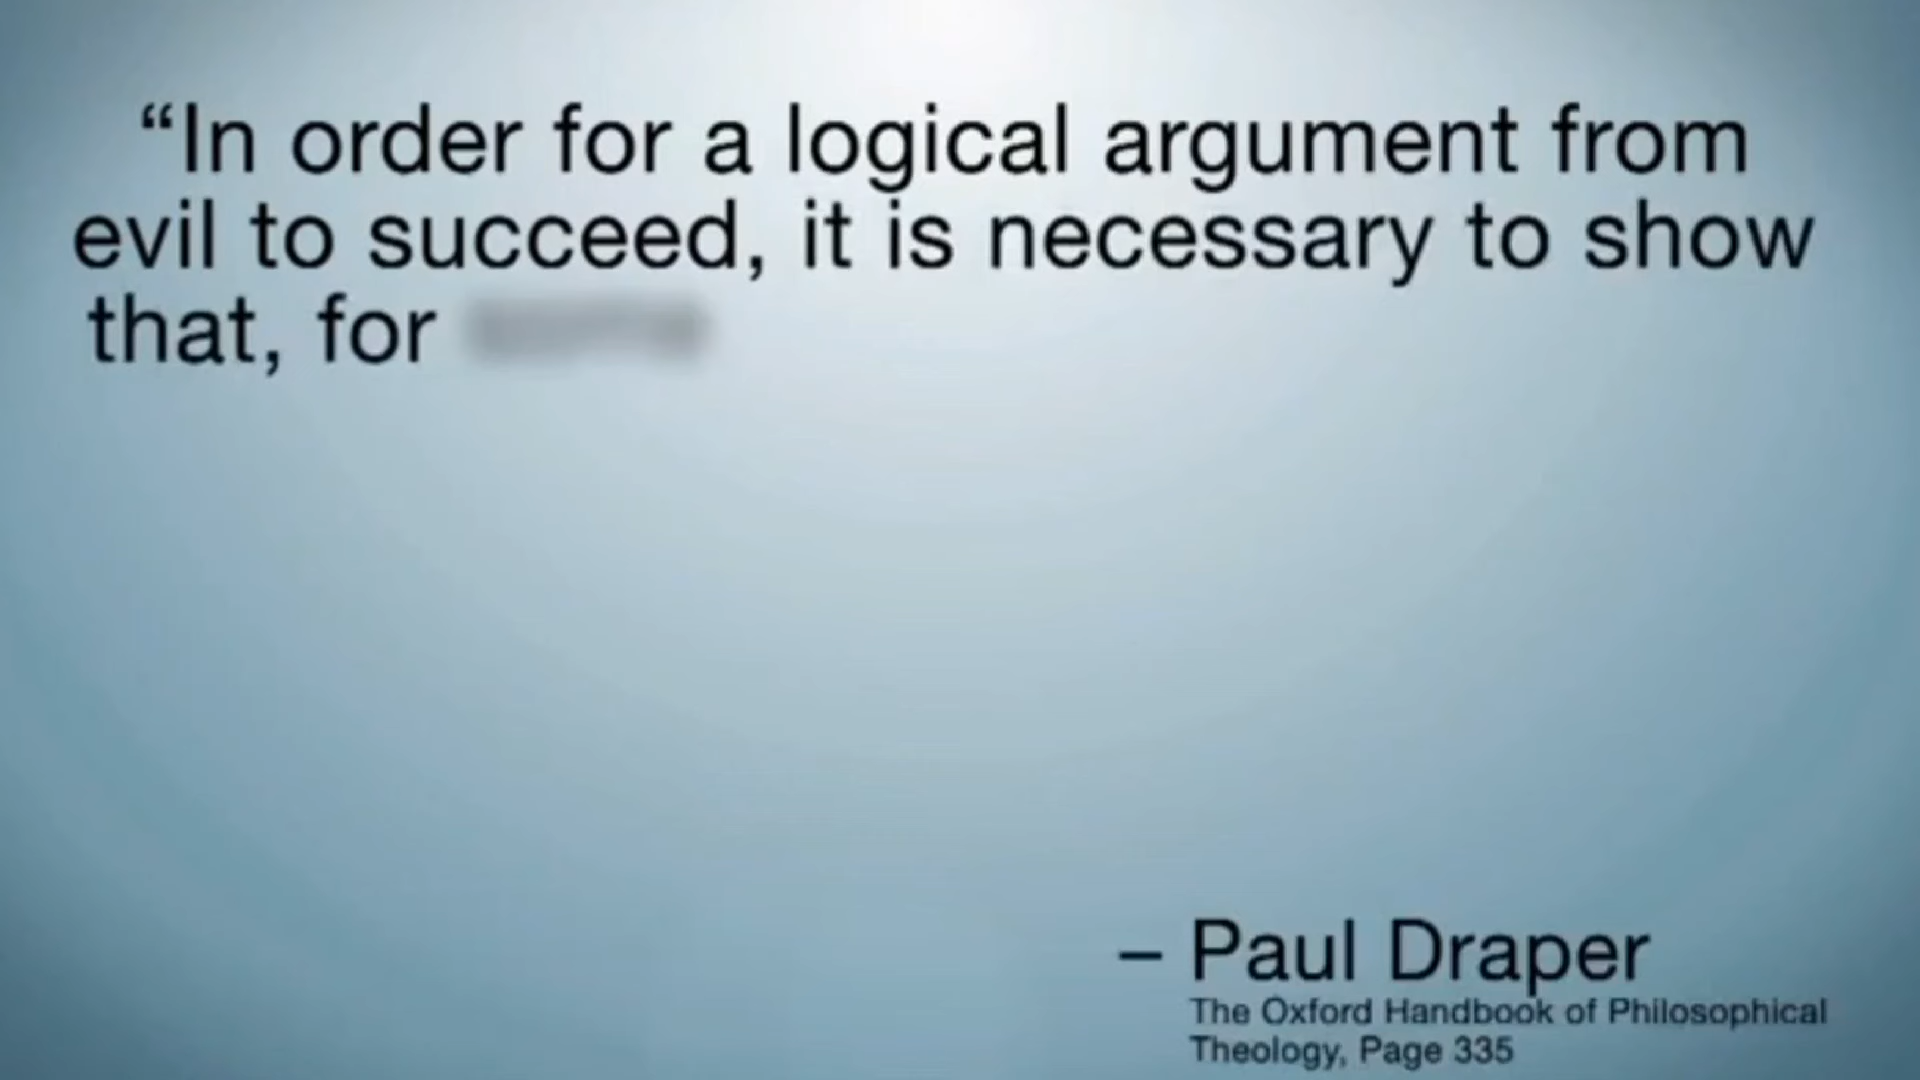 “In order for a logical argument from
evil to succeed, it is necessary to show
that, for
– Paul Draper
The Oxford Handbook of Philosophical
Theology, Page 335